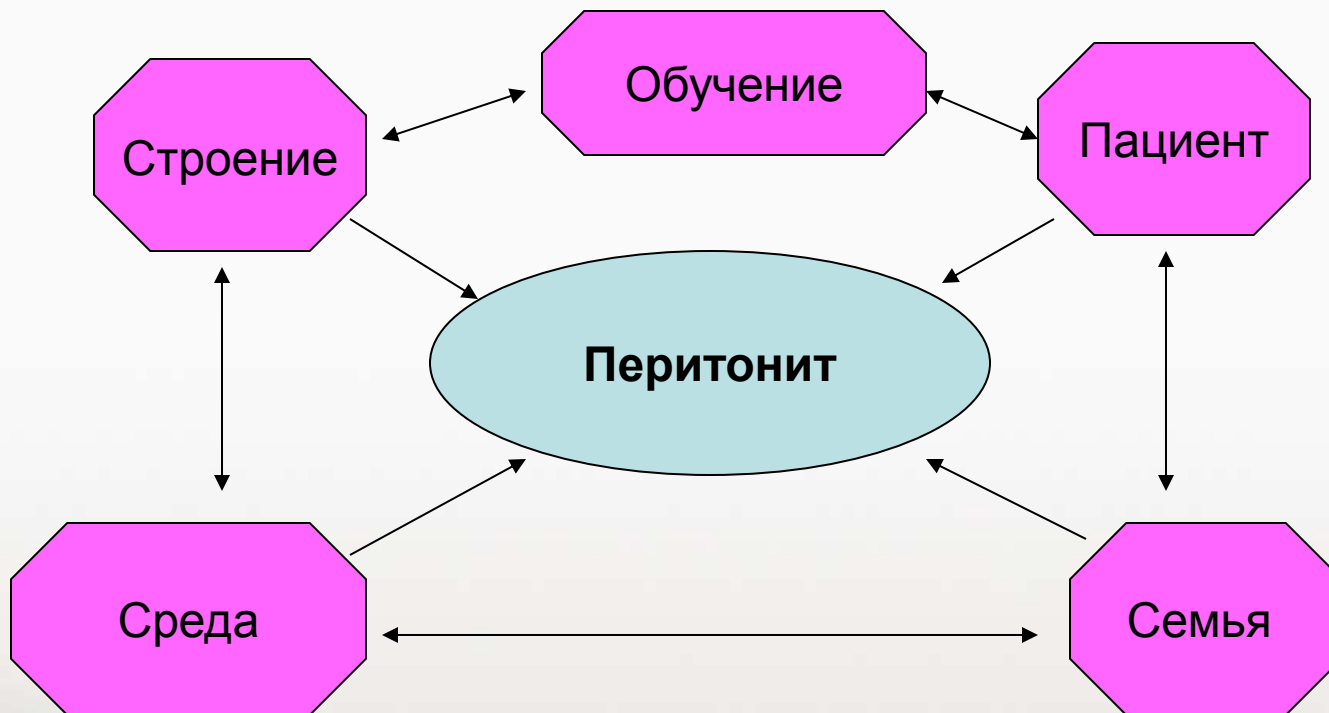 Обучение
Строение
Пациент
Перитонит
Среда
Семья